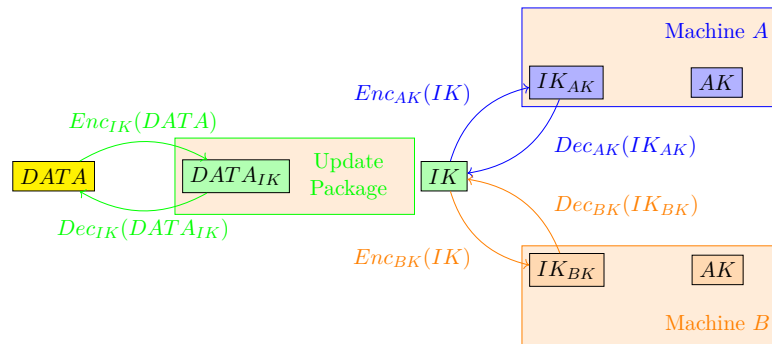 Machine A
IK_AK
AK
Enc_AK(IK)
Enc_IK(DATA)
Dec_AK(IK_AK)
DATA
DATA_IK
Update
Package
IK
Dec_BK(IK_BK)
Dec_IK(DATA_IK)
Enc_BK(IK)
IK_BK
AK
Machine B